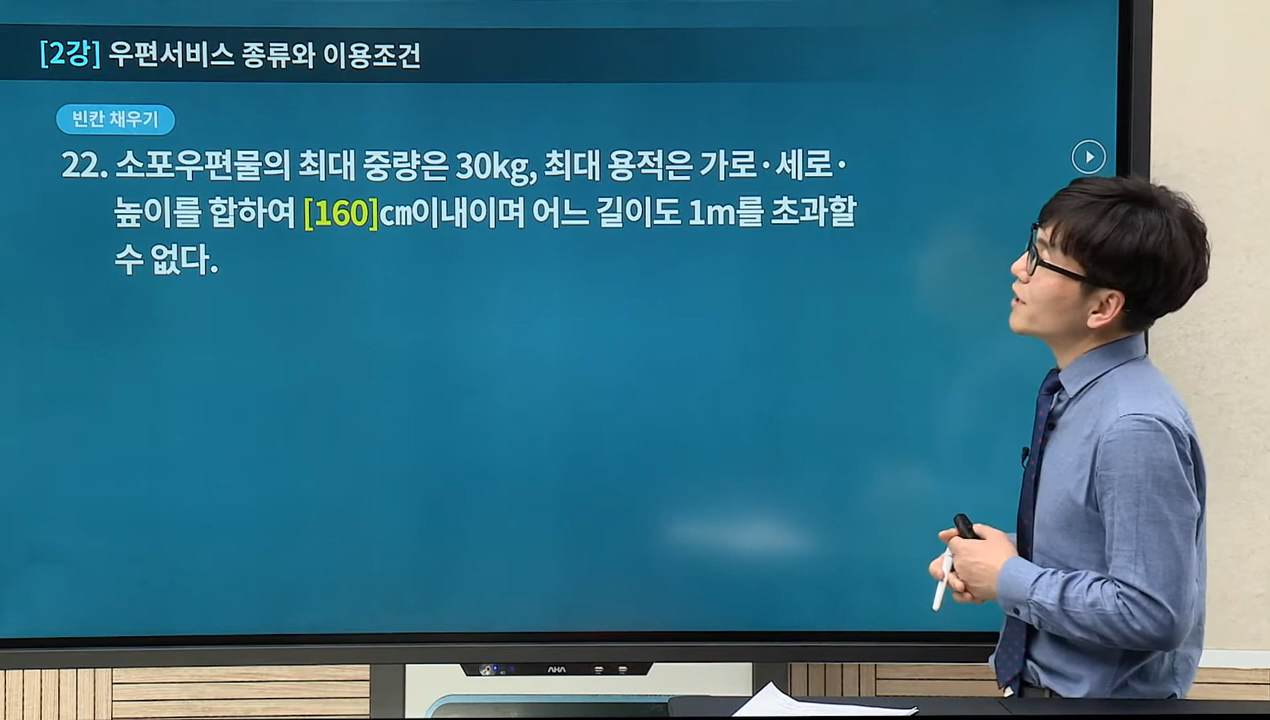 [2강] 우편서비스 종류와 이용조건
빈칸 채우기
22. 소포우편물의 최대 중량은 30kg, 최대 용적은 가로·세로·
높이를 합하여 [160]㎝이내이며 어느 길이도 1m를 초과할
수 없다.
AHA